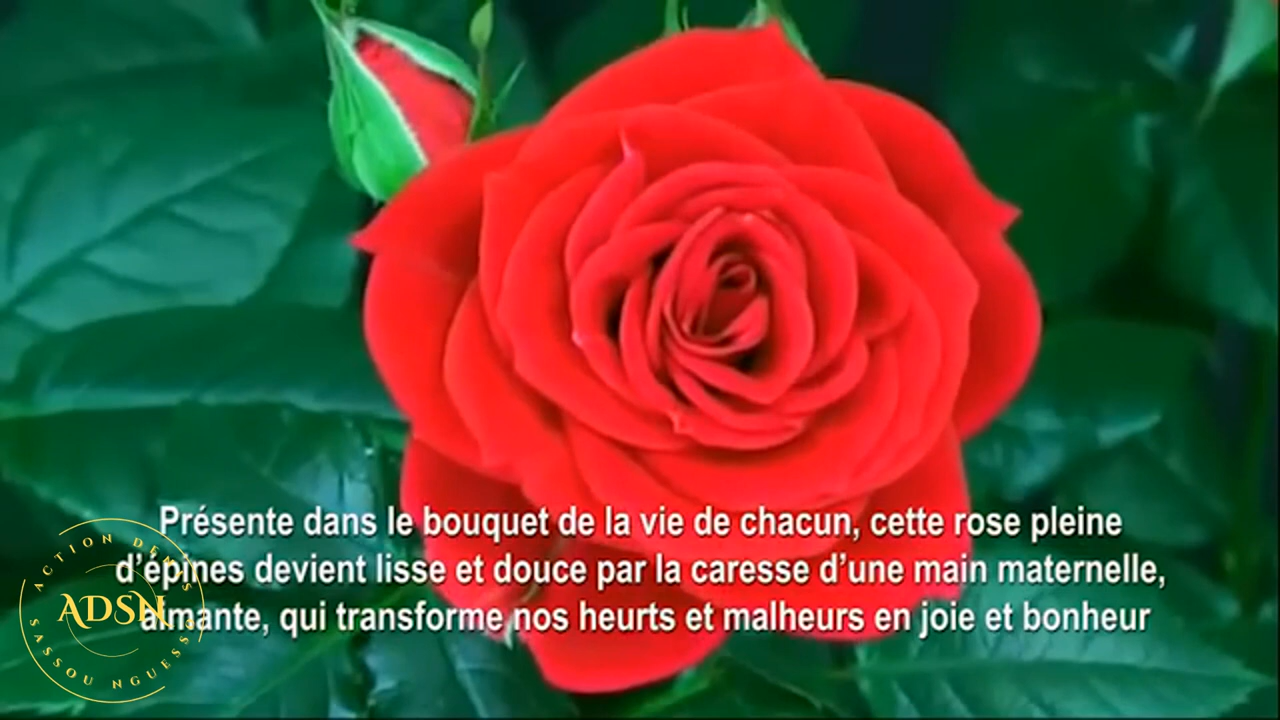 Présente dans le bouquet de la vie de chacun, cette rose pleine
d'épines devient lisse et douce par la caresse d'une main maternelle,
aimante, qui transforme nos heurts et malheurs en joie et bonheur
ACTION DENIS
ADSN
SASSOU NGUESSO